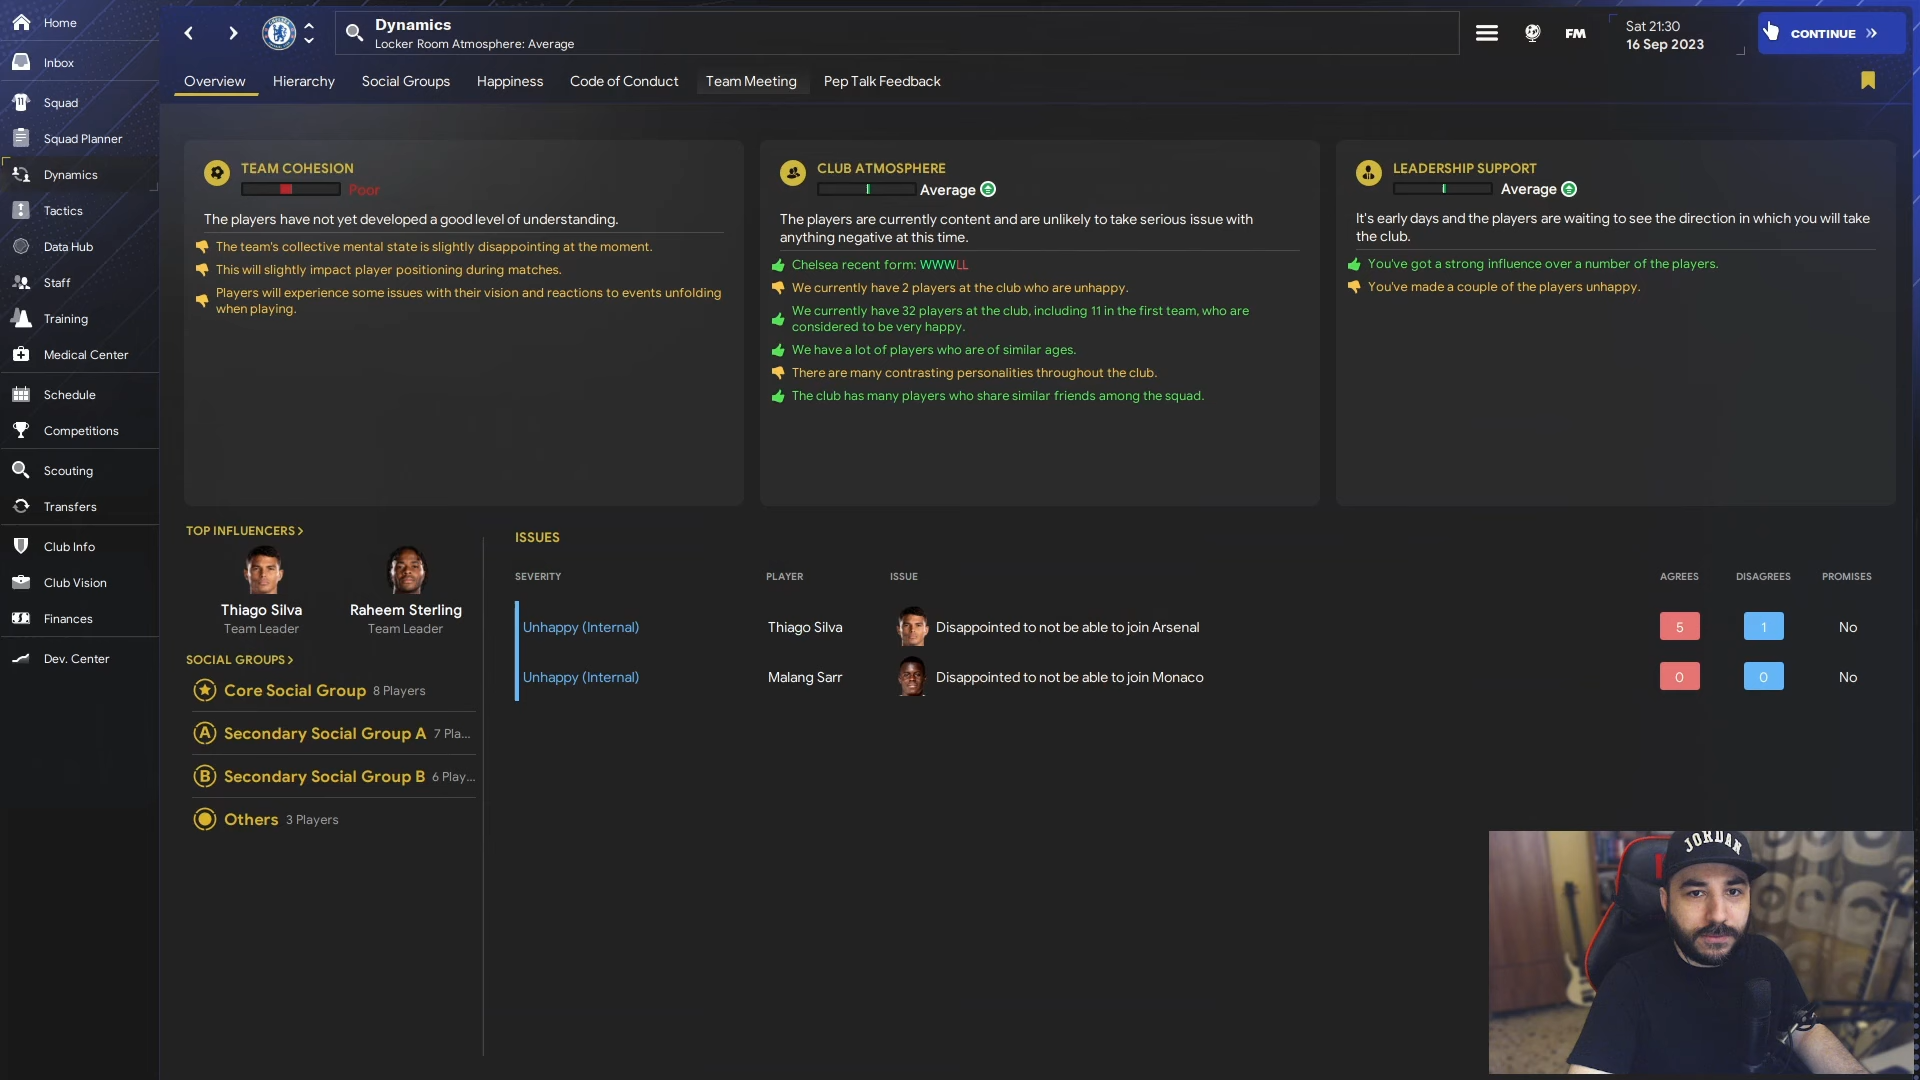 Home
Inbox
Squad
Squad Planner
Dynamics
Tactics
Data Hub
Staff
Training
Medical Center
Schedule
Competitions
Scouting
Transfers
Club Info
Club Vision
Finances
Dev. Center
Dynamics
Locker Room Atmosphere: Average
FM
Sat 21:30
16 Sep 2023
CONTINUE
Overview Hierarchy Social Groups Happiness Code of Conduct Team Meeting Pep Talk Feedback
TEAM COHESION
Poor
The players have not yet developed a good level of understanding.
The team's collective mental state is slightly disappointing at the moment.
This will slightly impact player positioning during matches.
Players will experience some issues with their vision and reactions to events unfolding
when playing.
CLUB ATMOSPHERE
Average
The players are currently content and are unlikely to take serious issue with
anything negative at this time.
Chelsea recent form: WWWLL
We currently have 2 players at the club who are unhappy.
We currently have 32 players at the club, including 11 in the first team, who are
considered to be very happy.
We have a lot of players who are of similar ages.
There are many contrasting personalities throughout the club.
The club has many players who share similar friends among the squad.
LEADERSHIP SUPPORT
Average
It's early days and the players are waiting to see the direction in which you will take
the club.
You've got a strong influence over a number of the players.
You've made a couple of the players unhappy.
TOP INFLUENCERS >
Thiago Silva
Team Leader
Raheem Sterling
Team Leader
SOCIAL GROUPS >
Core Social Group 8 Players
A Secondary Social Group A 7 Pla...
B Secondary Social Group B 6 Play...
Others 3 Players
ISSUES
SEVERITY PLAYER ISSUE AGREES DISAGREES PROMISES
Unhappy (Internal) Thiago Silva Disappointed to not be able to join Arsenal 5 1 No
Unhappy (Internal) Malang Sarr Disappointed to not be able to join Monaco 0 0 No
JORDAN